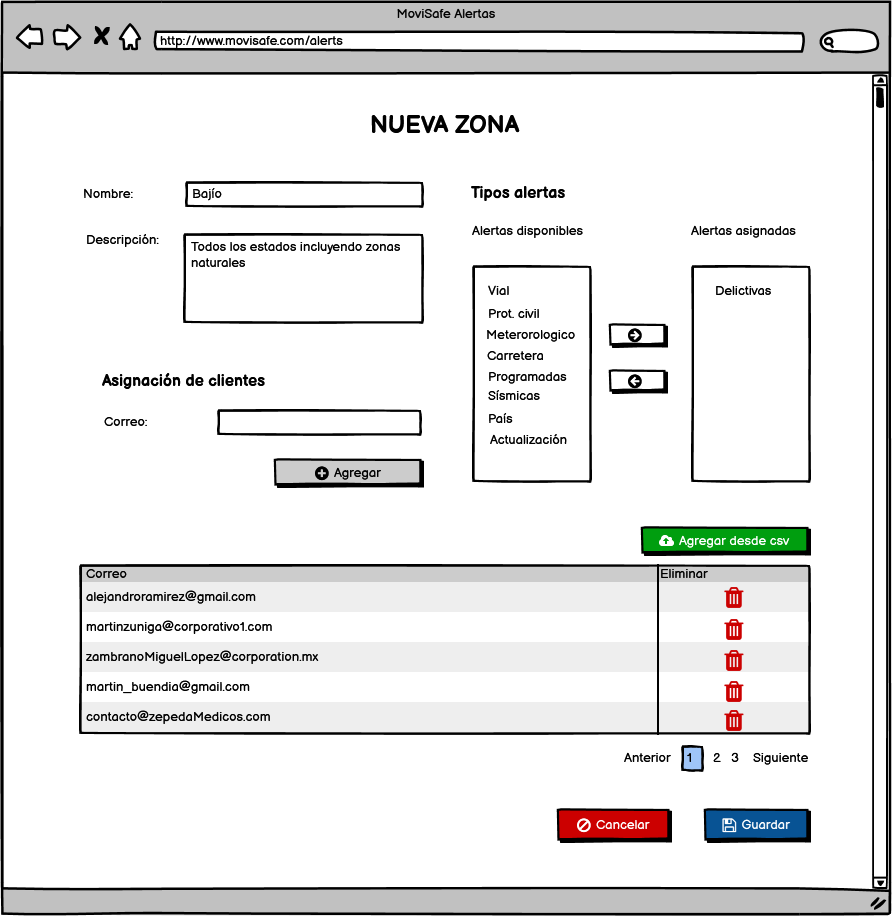 MoviSafe Alertas
http://www.movisafe.com/alerts
NUEVA ZONA
Nombre:
Bajío
Descripción:
Todos los estados incluyendo zonas
naturales
Tipos alertas
Alertas disponibles
Alertas asignadas
Vial
Prot. civil
Meterorologico
Carretera
Programadas
Sísmicas
País
Actualización
Delictivas
Asignación de clientes
Correo:
Agregar
Agregar desde csv
Correo Eliminar
alejandroramirez@gmail.com
martinzuniga@corporativo1.com
zambranoMiguelLopez@corporation.mx
martin_buendia@gmail.com
contacto@zepedaMedicos.com
Anterior 1 2 3 Siguiente
Cancelar Guardar